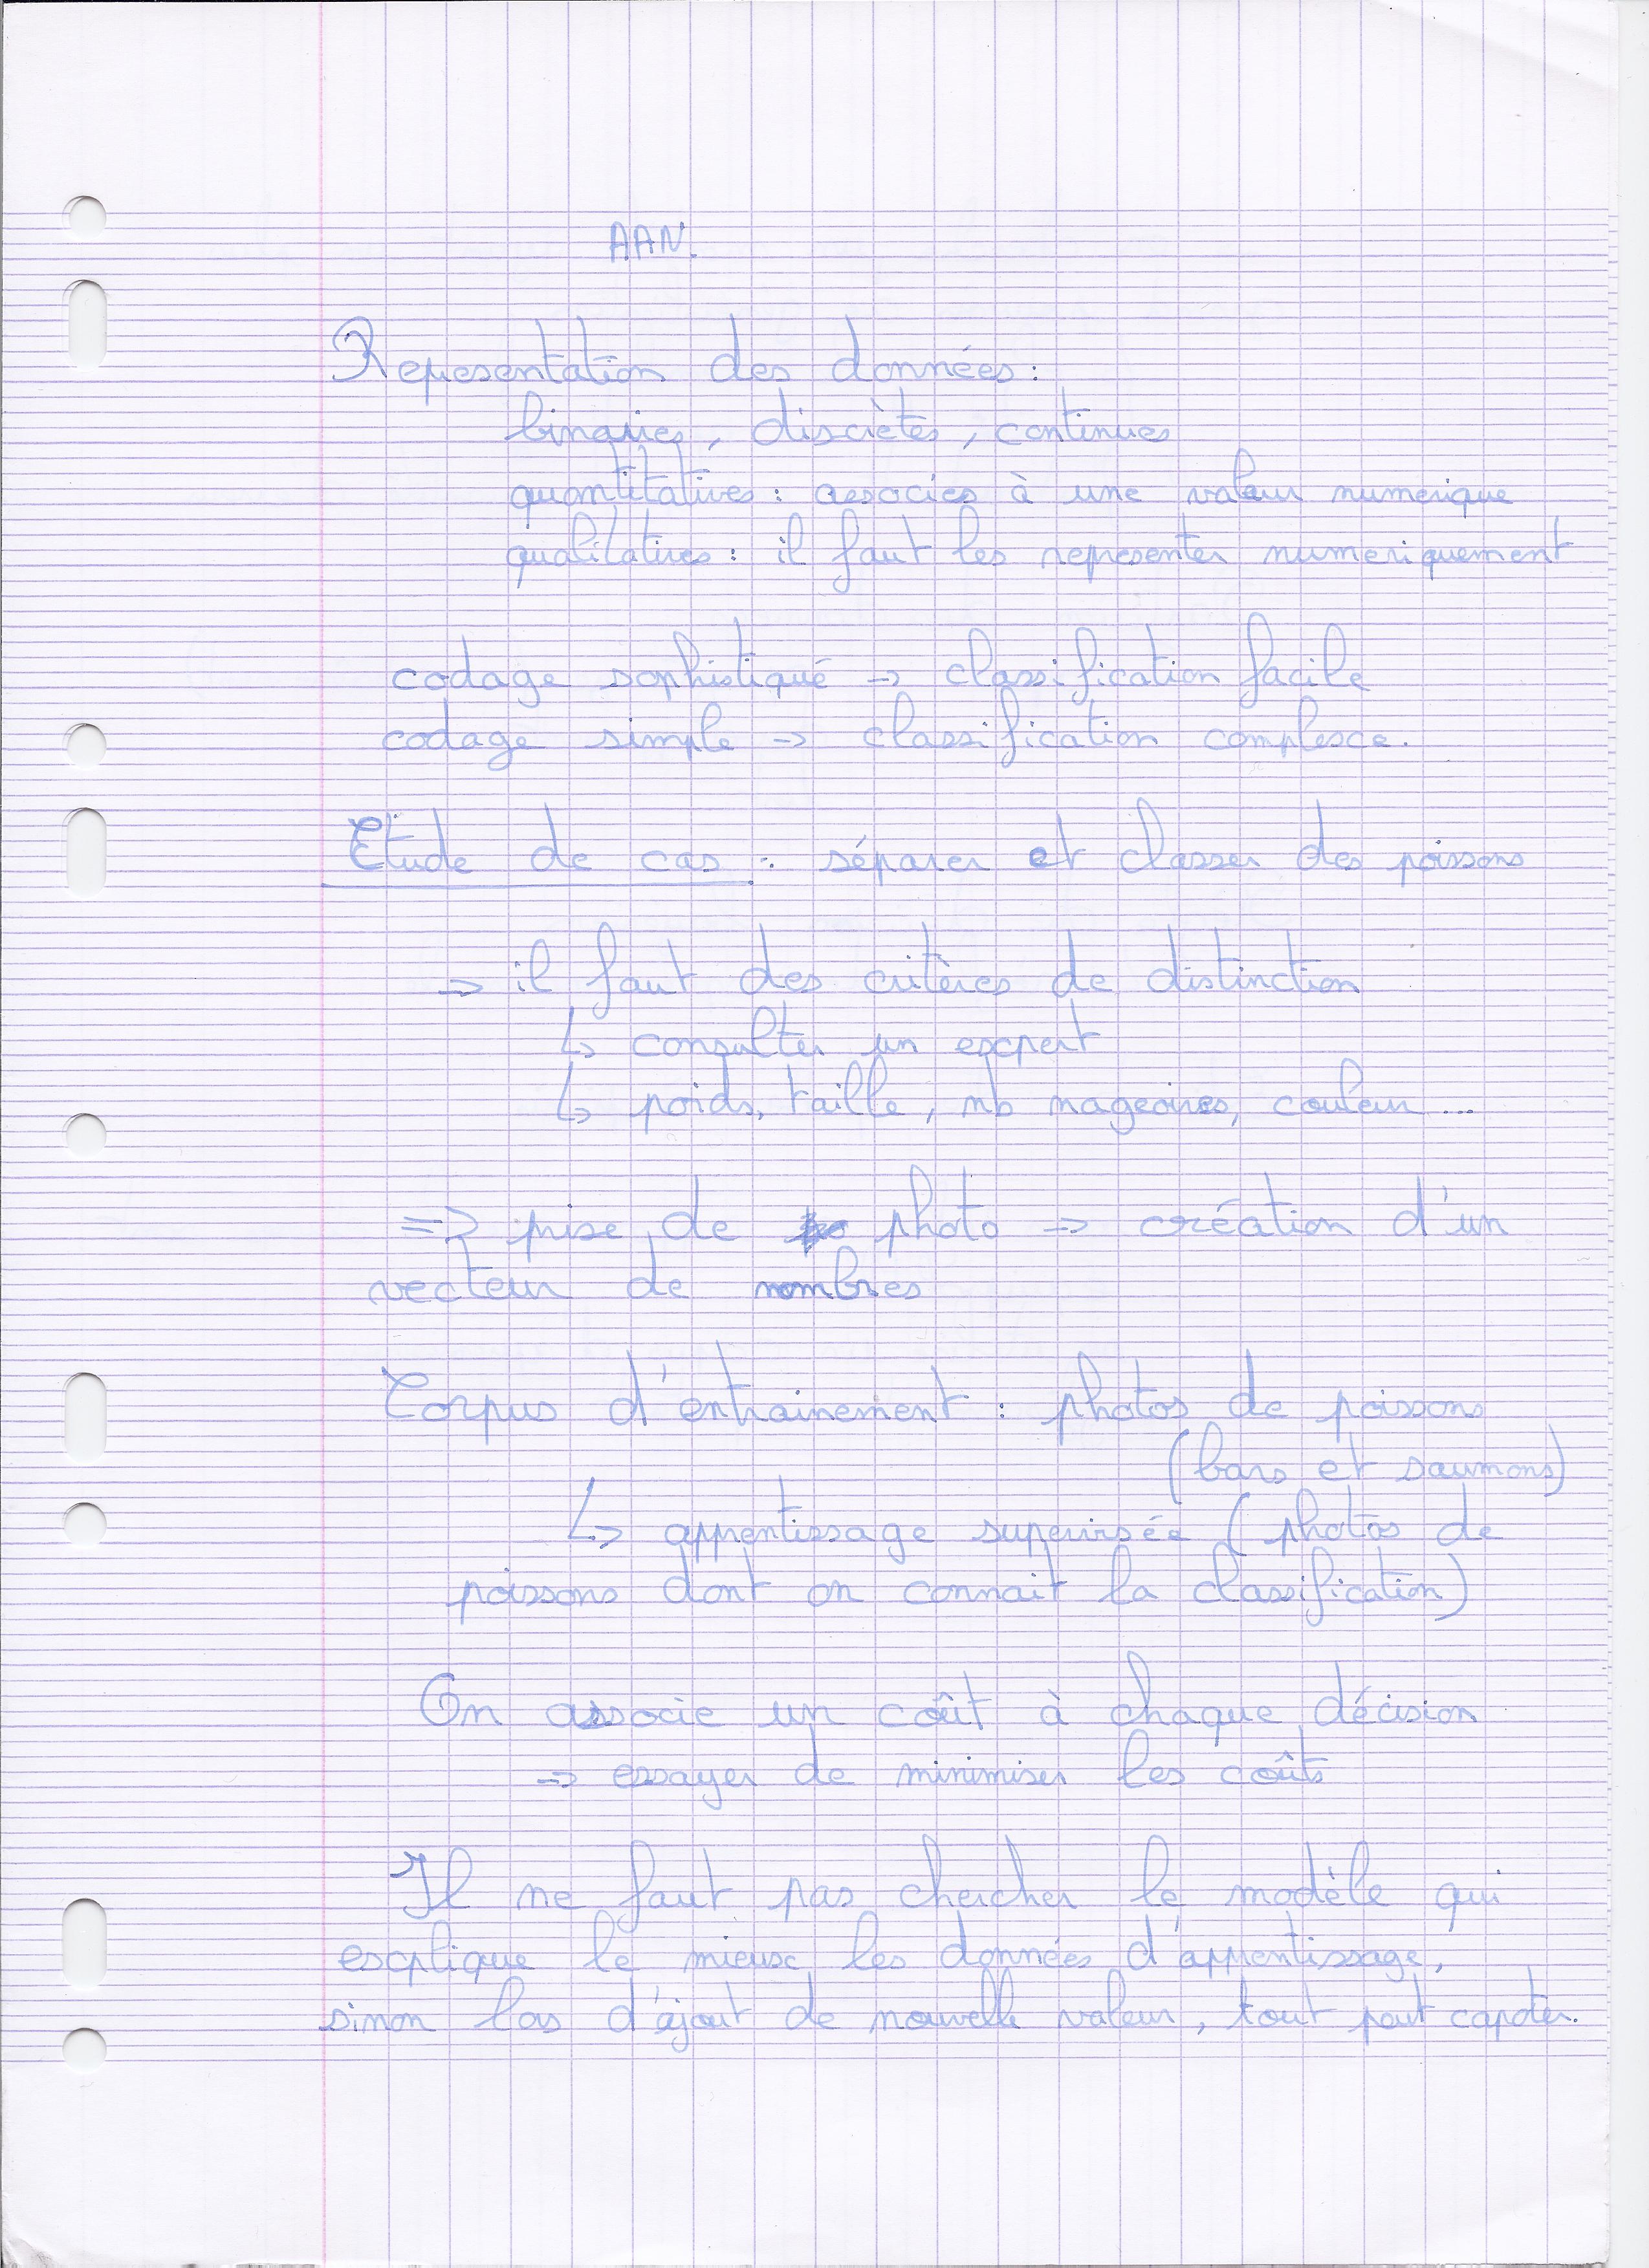 AAN.
Representation des données :
binaires, discrètes, continues
quantitatives : associées à une valeur numerique
qualitatives : il faut les representer numeriquement
codage sophistiqué -> classification facile
codage simple -> classification complexe.
Etude de cas : séparer et classer des poissons
-> il faut des critères de distinction
↳ consulter un expert
↳ poids, taille, nb nageoires, couleur ...
=> prise de photo -> création d'un
vecteur de nombres
Corpus d'entrainement : photos de poissons
(bars et saumons)
↳ apprentissage supervisée (photos de
poissons dont on connait la classification)
On associe un coût à chaque décision
=> essayer de minimiser les coûts
Il ne faut pas chercher le modèle qui
explique le mieux les données d'apprentissage,
sinon lors d'ajout de nouvelle valeur, tout peut capoter.